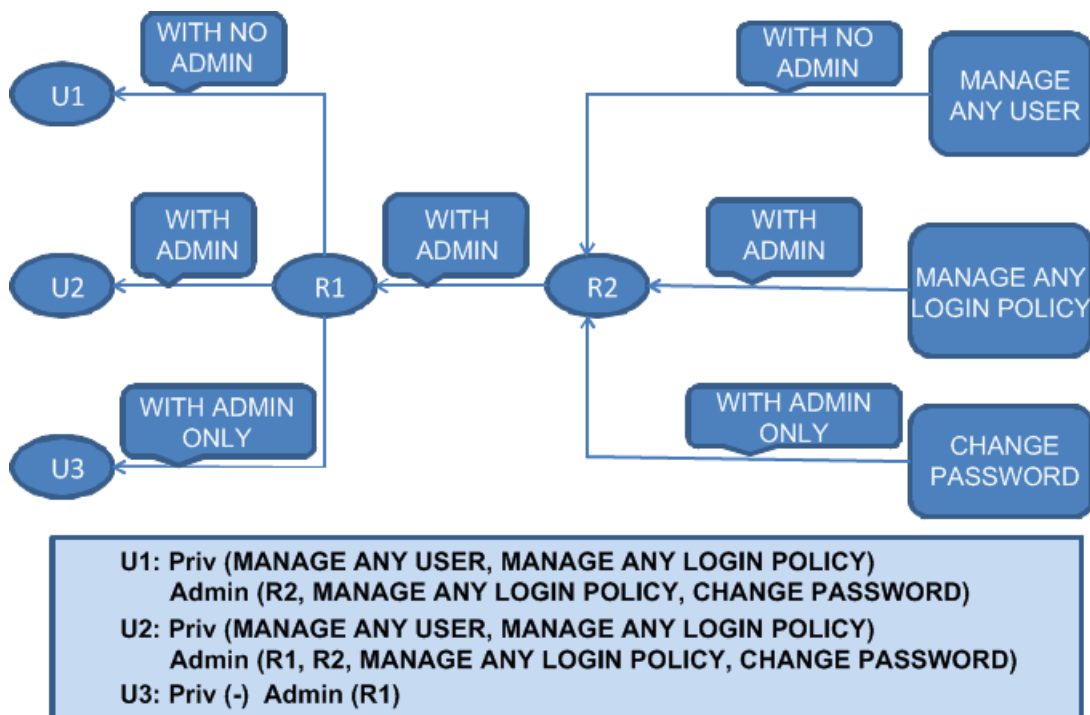 WITH NO
ADMIN
WITH NO
ADMIN
MANAGE
ANY USER
U1
WITH
ADMIN
WITH
ADMIN
WITH
ADMIN
U2
R1
R2
MANAGE ANY
LOGIN POLICY
WITH ADMIN
ONLY
WITH ADMIN
ONLY
U3
CHANGE
PASSWORD
U1: Priv (MANAGE ANY USER, MANAGE ANY LOGIN POLICY)
Admin (R2, MANAGE ANY LOGIN POLICY, CHANGE PASSWORD)
U2: Priv (MANAGE ANY USER, MANAGE ANY LOGIN POLICY)
Admin (R1, R2, MANAGE ANY LOGIN POLICY, CHANGE PASSWORD)
U3: Priv (-) Admin (R1)